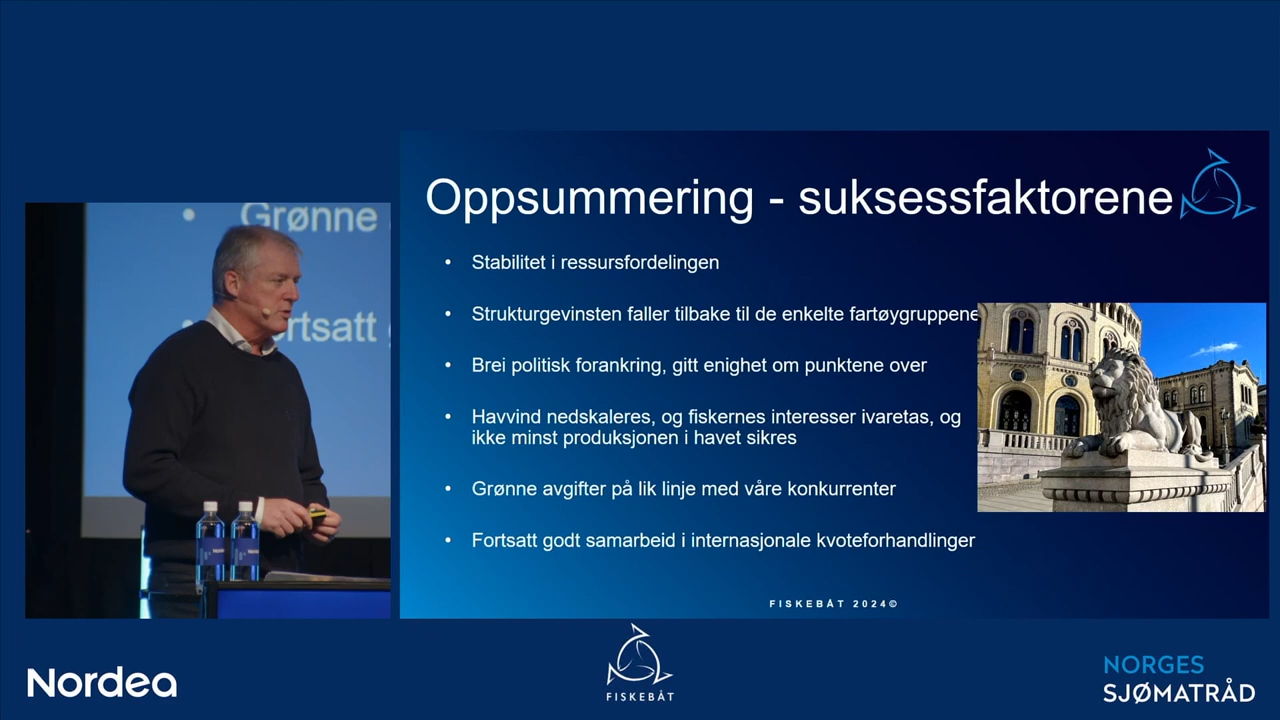 Oppsummering - suksessfaktorene
• Stabilitet i ressursfordelingen
• Strukturgevinsten faller tilbake til de enkelte fartøygruppene
• Brei politisk forankring, gitt enighet om punktene over
• Havvind nedskaleres, og fiskernes interesser ivaretas, og
ikke minst produksjonen i havet sikres
• Grønne avgifter på lik linje med våre konkurrenter
• Fortsatt godt samarbeid i internasjonale kvoteforhandlinger
FISKEBÅT 2024©
• Grønne
Nordea
FISKEBÅT
NORGES
SJØMATRÅD